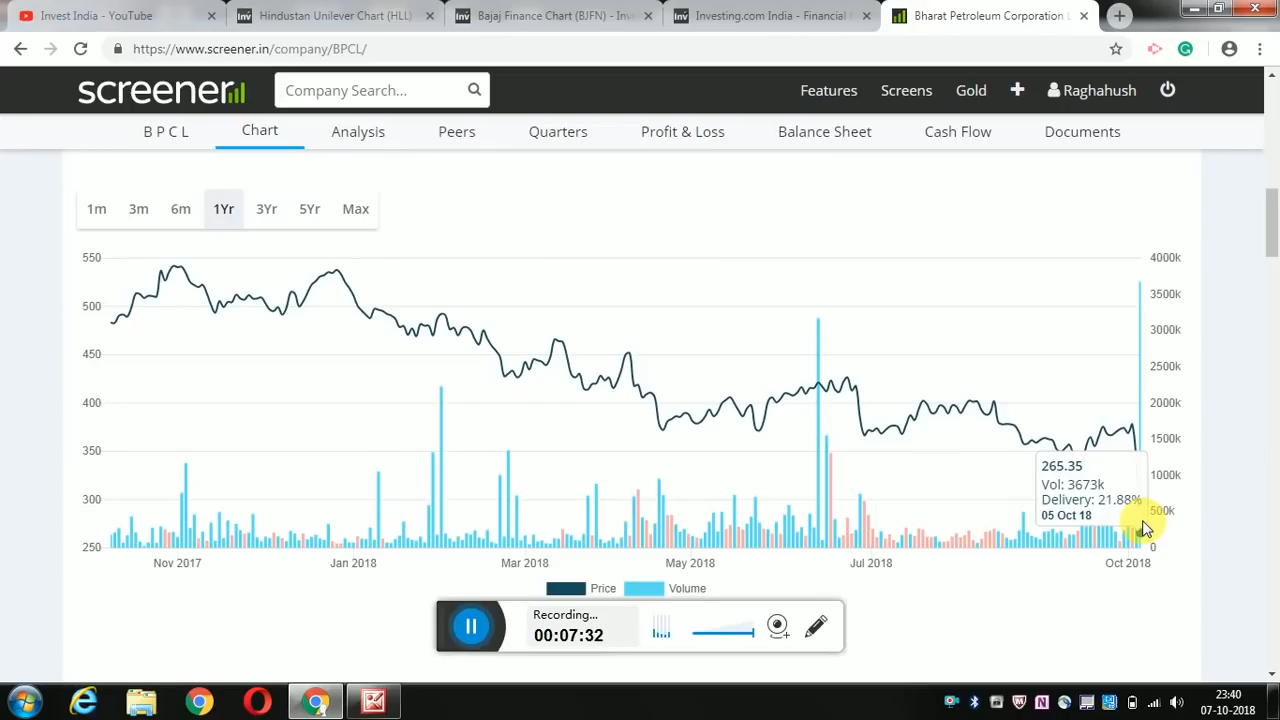 Invest India - YouTube
Hindustan Unilever Chart (HLL)
Bajaj Finance Chart (BJFN) - Inve
Investing.com India - Financial
Bharat Petroleum Corporation L
https://www.screener.in/company/BPCL/
screener
Company Search...
Features
Screens
Gold
Raghahush
B P C L
Chart
Analysis
Peers
Quarters
Profit & Loss
Balance Sheet
Cash Flow
Documents
1m
3m
6m
1Yr
3Yr
5Yr
Max
550
4000k
3500k
500
3000k
450
2500k
400
2000k
350
1500k
265.35
Vol: 3673k
Delivery: 21.88%
05 Oct 18
1000k
300
500k
250
0
Nov 2017
Jan 2018
Mar 2018
May 2018
Jul 2018
Oct 2018
Price
Volume
Recording...
00:07:32
23:40
07-10-2018